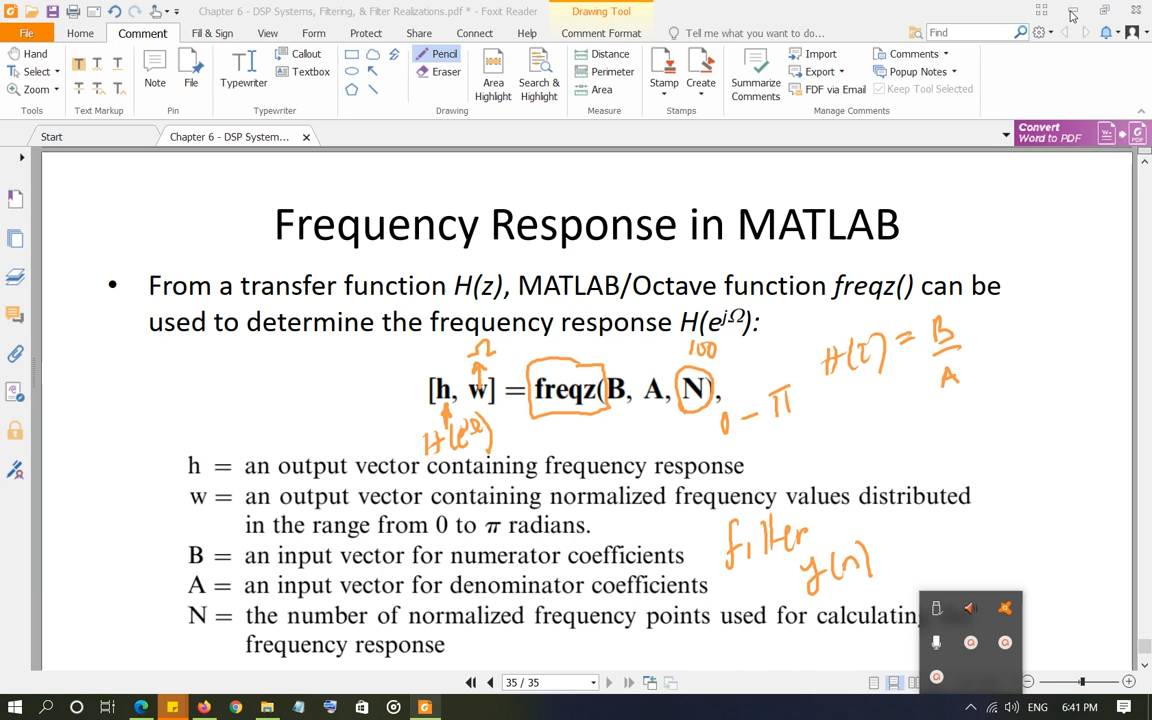 Chapter 6 - DSP Systems, Filtering, & Filter Realizations.pdf * - Foxit Reader
Drawing Tool
File Home Comment Fill & Sign View Form Protect Share Connect Help Comment Format Tell me what you want to do... Find
Hand Select Zoom
Tools
T T T
T T T
Text Markup
Note File
Pin
Typewriter Callout Textbox
Typewriter
Pencil Eraser
Drawing
Area Highlight Search & Highlight
Distance Perimeter Area
Measure
Stamp Create
Stamps
Summarize Comments
Import Export FDF via Email
Comments Popup Notes Keep Tool Selected
Manage Comments
Start Chapter 6 - DSP System... Convert Word to PDF
Frequency Response in MATLAB
• From a transfer function H(z), MATLAB/Octave function freqz() can be
used to determine the frequency response H(e^jΩ):
Ω 100
H(z) = B/A
[h, w] = freqz(B, A, N),
0 - π
H(e^jΩ)
h = an output vector containing frequency response
w = an output vector containing normalized frequency values distributed
in the range from 0 to π radians.
filter
y(n)
B = an input vector for numerator coefficients
A = an input vector for denominator coefficients
N = the number of normalized frequency points used for calculating
frequency response
35 / 35
ENG 6:41 PM